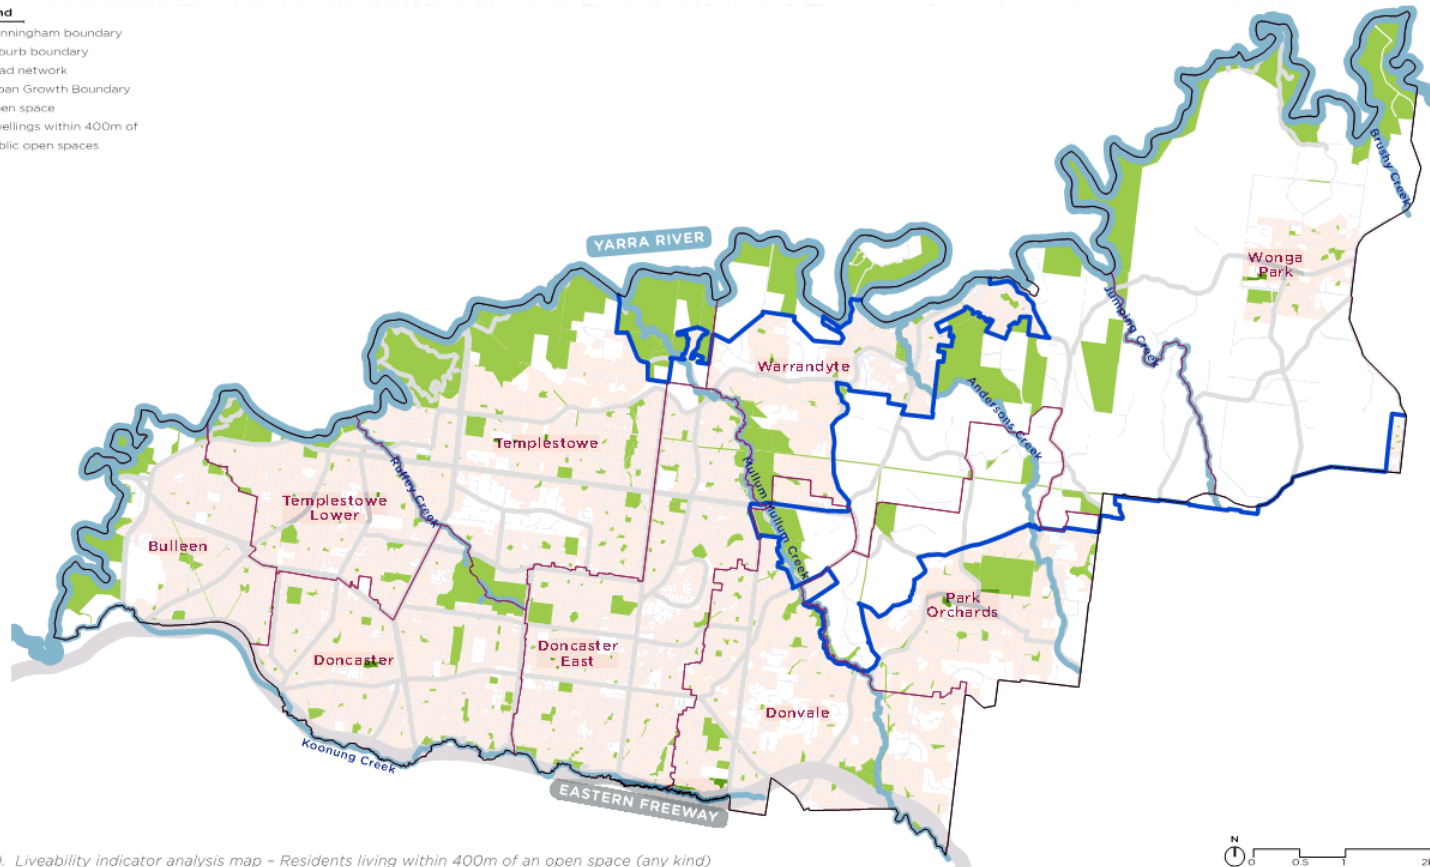 nd
nningham boundary
burb boundary
ad network
ban Growth Boundary
en space
wellings within 400m of
blic open spaces
YARRA RIVER
Brushy Creek
Wonga
Park
Jumping Creek
Warrandyte
Andersons Creek
Templestowe
Ruffey Creek
Mullum Mullum Creek
Templestowe
Lower
Bulleen
Park
Orchards
Doncaster
East
Doncaster
Donvale
Koonung Creek
EASTERN FREEWAY
N
0 0.5 1
Liveability indicator analysis map – Residents living within 400m of an open space (any kind)